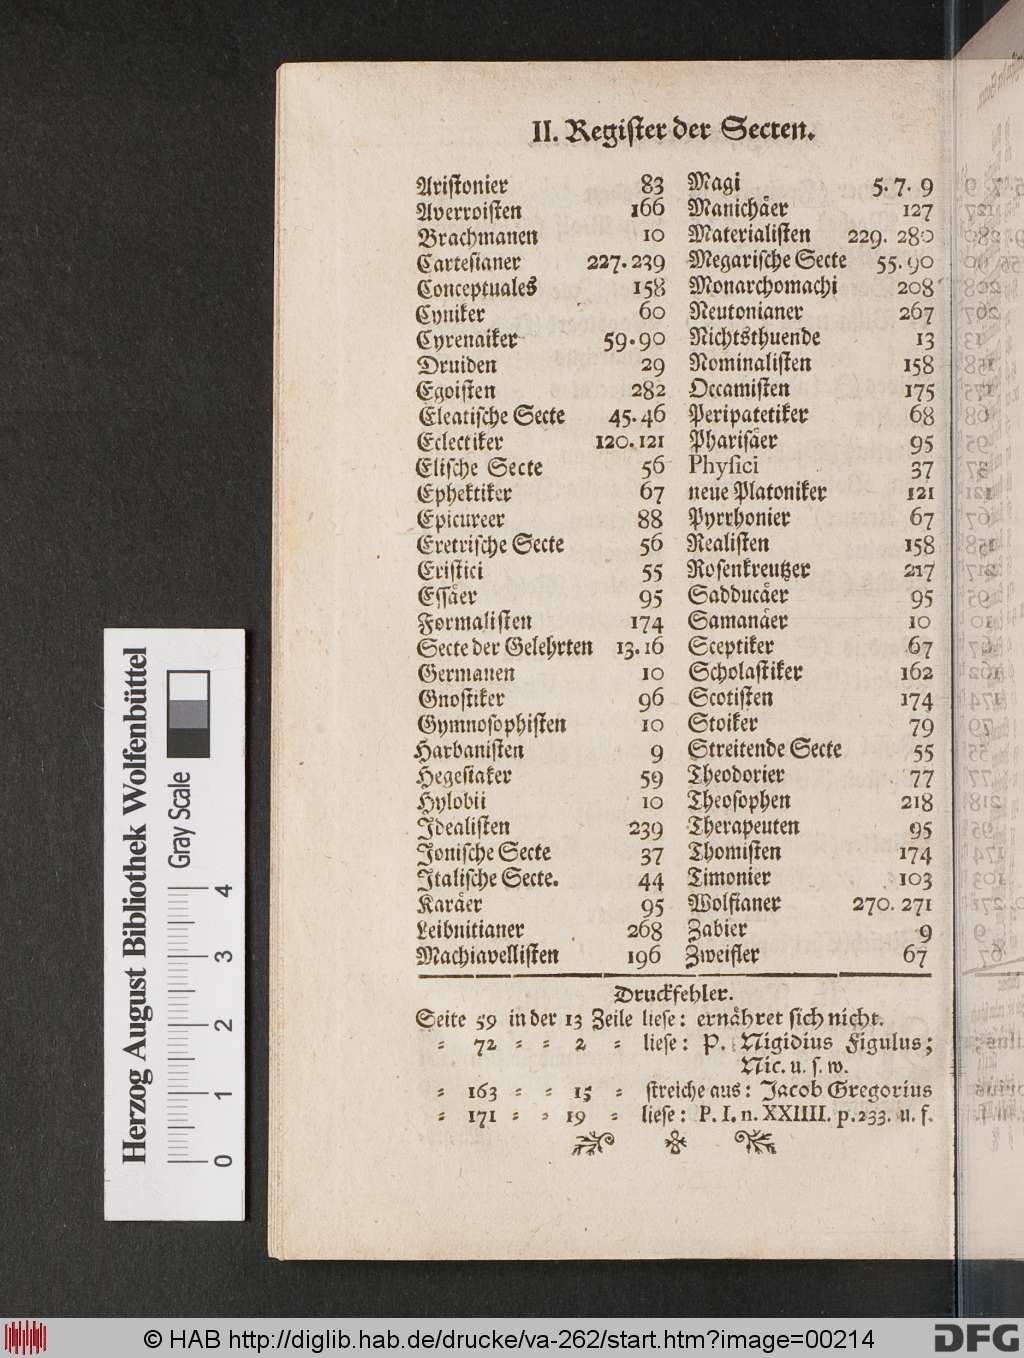 II. Register der Secten.
Aristonier 83
Averroisten 166
Brachmanen 10
Cartesianer 227. 239
Conceptuales 158
Cyniker 60
Cyrenaiker 59. 90
Druiden 29
Egoisten 282
Eleatische Secte 45. 46
Eclectiker 120. 121
Elische Secte 56
Ephektiker 67
Epicureer 88
Eretrische Secte 56
Eristici 55
Essäer 95
Formalisten 174
Secte der Gelehrten 13. 16
Germanen 10
Gnostiker 96
Gymnosophisten 10
Harbanisten 9
Hegesiaker 59
Hylobii 10
Idealisten 239
Jonische Secte 37
Italische Secte. 44
Karäer 95
Leibnitianer 268
Machiavellisten 196
Magi 5. 7. 9
Manichäer 127
Materialisten 229. 280
Megarische Secte 55. 90
Monarchomachi 208
Neutonianer 267
Nichtsthuende 13
Nominalisten 158
Occamisten 175
Peripatetiker 68
Pharisäer 95
Physici 37
neue Platoniker 121
Pyrrhonier 67
Realisten 158
Rosenkreutzer 217
Sadducäer 95
Samanäer 10
Sceptiker 67
Scholastiker 162
Scotisten 174
Stoiker 79
Streitende Secte 55
Theodorier 77
Theosophen 218
Therapeuten 95
Thomisten 174
Timonier 103
Wolfianer 270. 271
Zabier 9
Zweifler 67
Druckfehler.
Seite 59 in der 13 Zeile liese: ernähret sich nicht.
= 72 = = 2 = liese: P. Nigidius Figulus;
Nic. u. s. w.
= 163 = = 15 = streiche aus: Jacob Gregorius
= 171 = = 19 = liese: P. I. n. XXIIII. p. 233. u. f.
Herzog August Bibliothek Wolfenbüttel
Gray Scale
0 1 2 3 4
© HAB http://diglib.hab.de/drucke/va-262/start.htm?image=00214
DFG